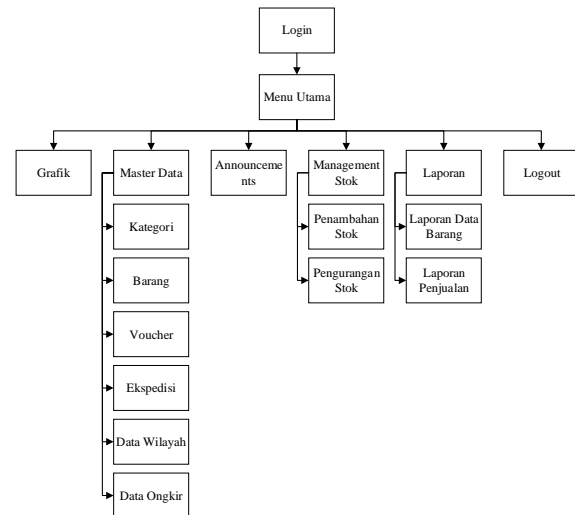 Login
Menu Utama
Grafik
Master Data
Announceme
nts
Management
Stok
Laporan
Logout
Kategori
Penambahan
Stok
Laporan Data
Barang
Barang
Pengurangan
Stok
Laporan
Penjualan
Voucher
Ekspedisi
Data Wilayah
Data Ongkir